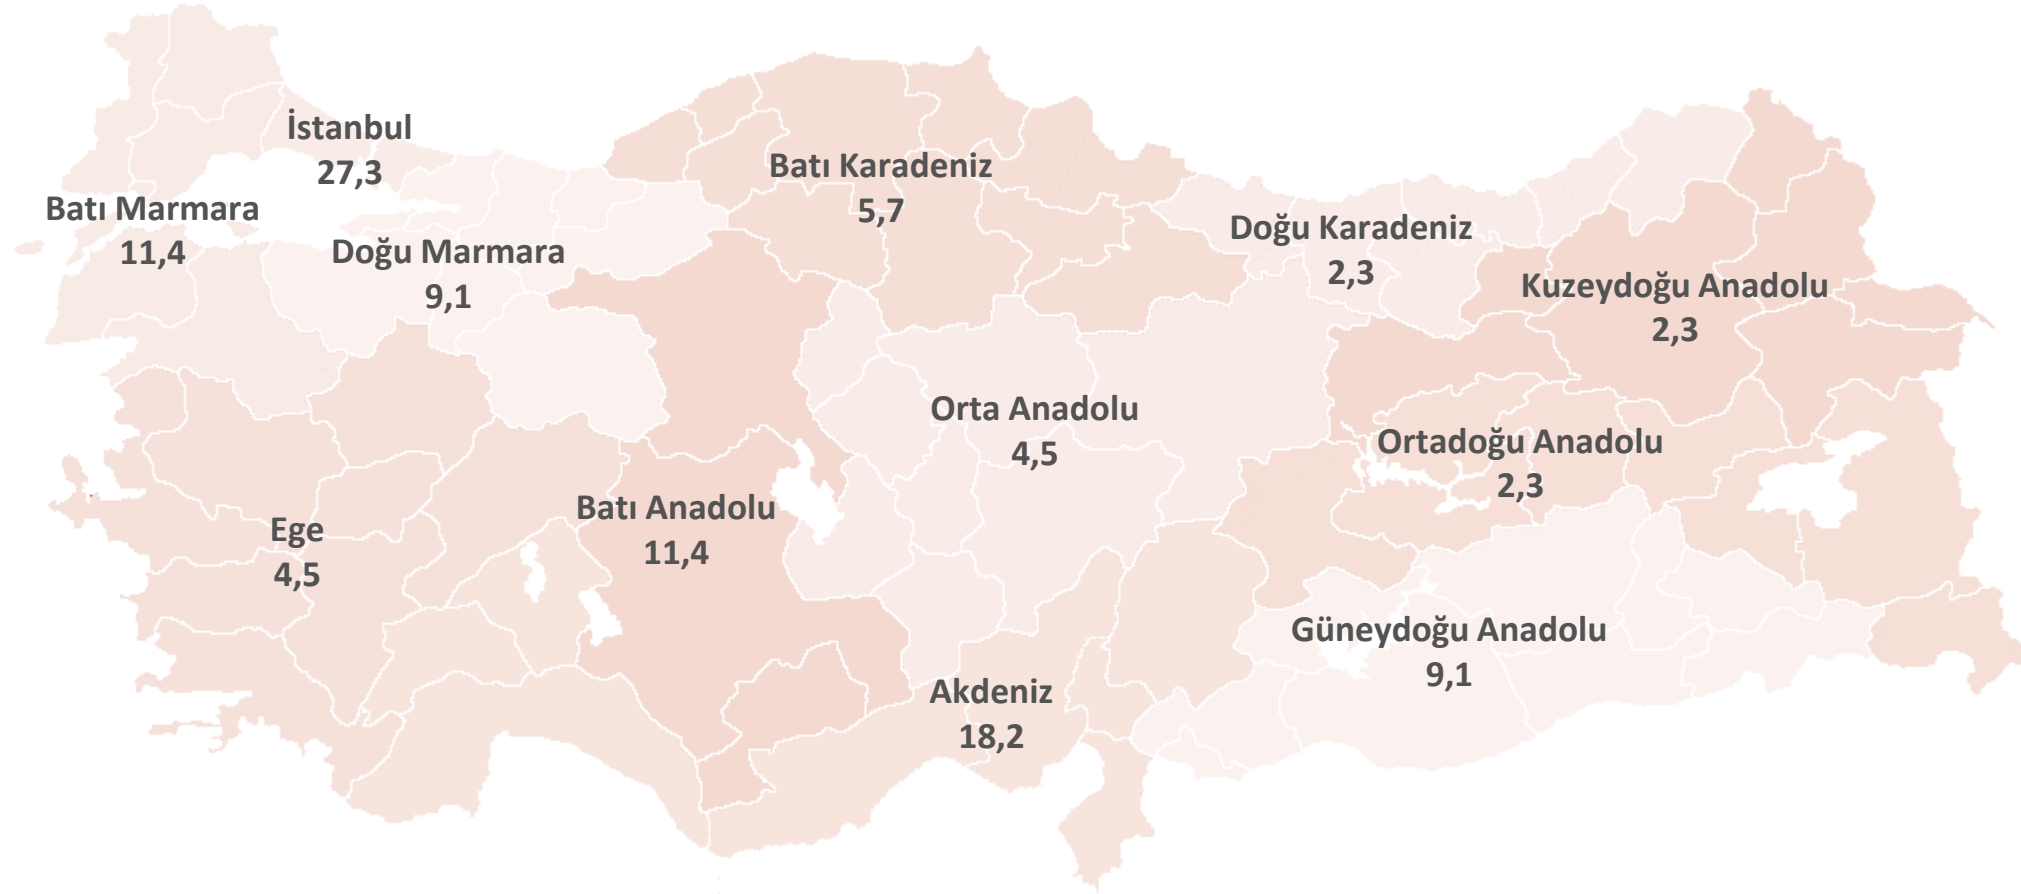 İstanbul
27,3
Batı Karadeniz
5,7
Batı Marmara
11,4
Doğu Karadeniz
2,3
Doğu Marmara
9,1
Kuzeydoğu Anadolu
2,3
Orta Anadolu
4,5
Ortadoğu Anadolu
2,3
Batı Anadolu
11,4
Ege
4,5
Güneydoğu Anadolu
9,1
Akdeniz
18,2